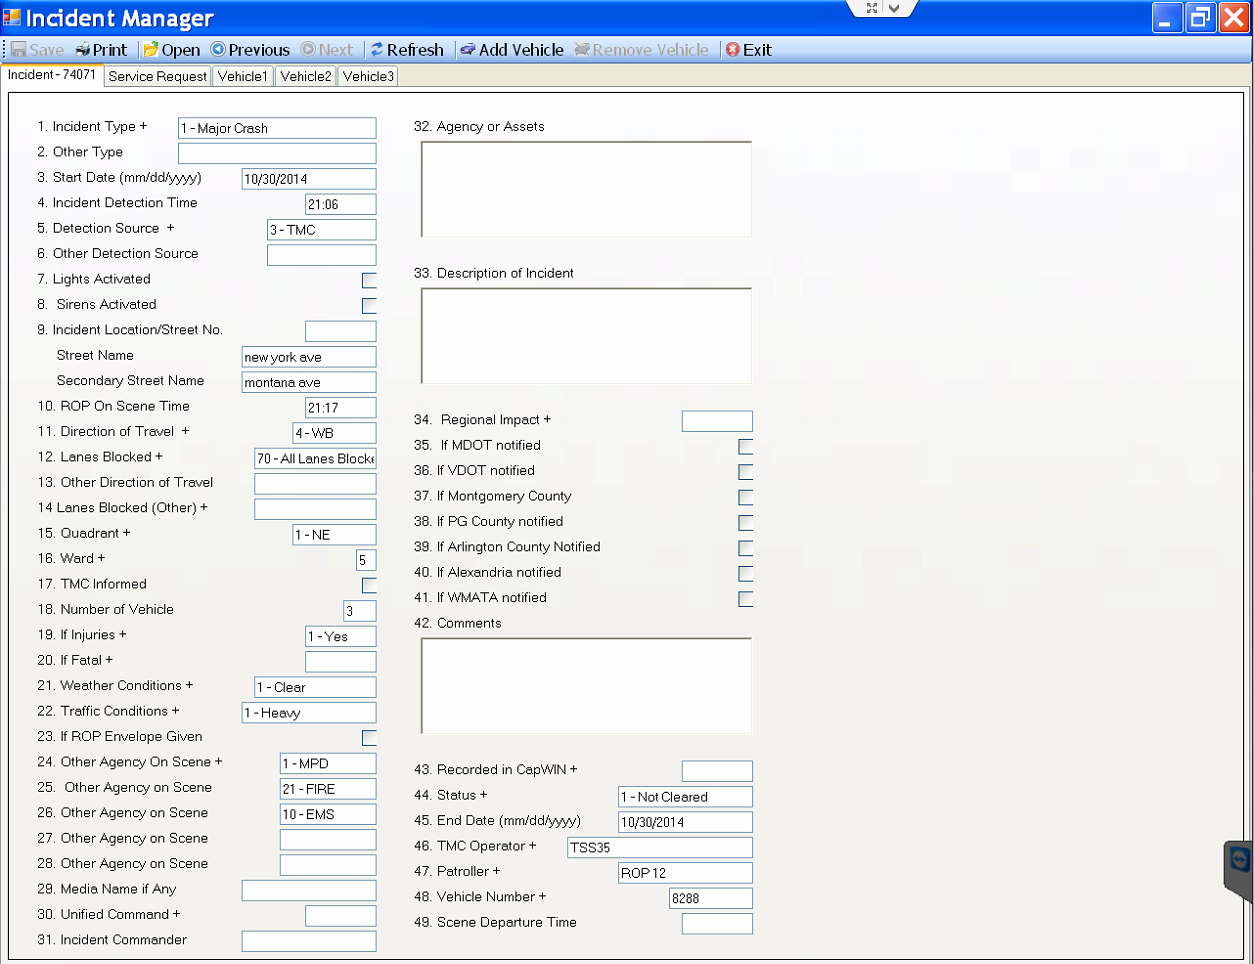 Incident Manager
Save Print Open Previous Next Refresh Add Vehicle Remove Vehicle Exit
Incident - 74071 Service Request Vehicle1 Vehicle2 Vehicle3
1. Incident Type + 1 - Major Crash
2. Other Type
3. Start Date (mm/dd/yyyy) 10/30/2014
4. Incident Detection Time 21:06
5. Detection Source + 3 - TMC
6. Other Detection Source
7. Lights Activated
8. Sirens Activated
9. Incident Location/Street No.
Street Name new york ave
Secondary Street Name montana ave
10. ROP On Scene Time 21:17
11. Direction of Travel + 4 - WB
12. Lanes Blocked + 70 - All Lanes Blocke
13. Other Direction of Travel
14 Lanes Blocked (Other) +
15. Quadrant + 1 - NE
16. Ward + 5
17. TMC Informed
18. Number of Vehicle 3
19. If Injuries + 1 - Yes
20. If Fatal +
21. Weather Conditions + 1 - Clear
22. Traffic Conditions + 1 - Heavy
23. If ROP Envelope Given
24. Other Agency On Scene + 1 - MPD
25. Other Agency on Scene 21 - FIRE
26. Other Agency on Scene 10 - EMS
27. Other Agency on Scene
28. Other Agency on Scene
29. Media Name if Any
30. Unified Command +
31. Incident Commander
32. Agency or Assets
33. Description of Incident
34. Regional Impact +
35. If MDOT notified
36. If VDOT notified
37. If Montgomery County
38. If PG County notified
39. If Arlington County Notified
40. If Alexandria notified
41. If WMATA notified
42. Comments
43. Recorded in CapWIN +
44. Status + 1 - Not Cleared
45. End Date (mm/dd/yyyy) 10/30/2014
46. TMC Operator + TSS35
47. Patroller + ROP 12
48. Vehicle Number + 8288
49. Scene Departure Time